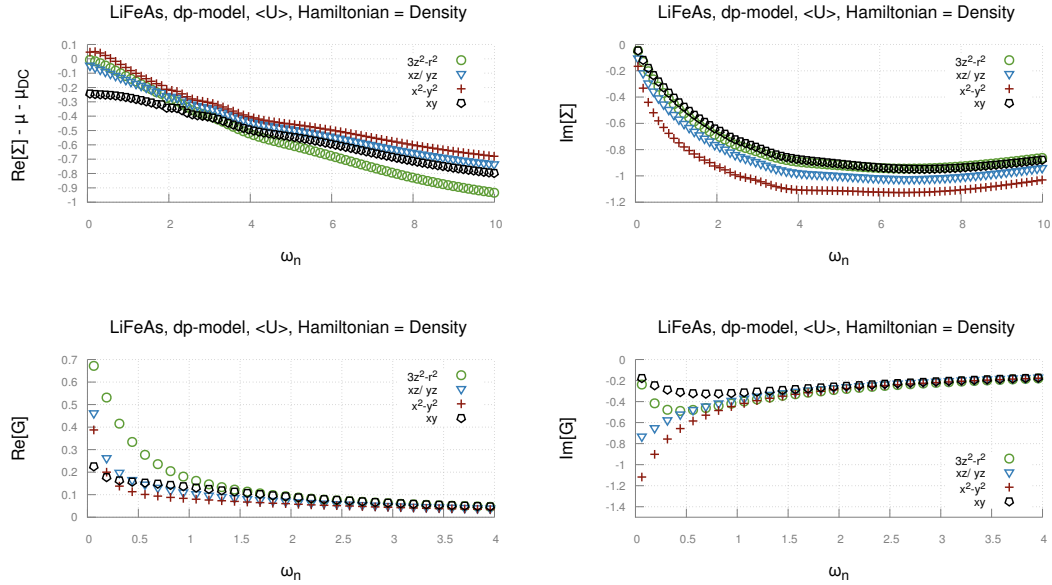 LiFeAs, dp-model, <U>, Hamiltonian = Density
Re[Σ] - μ - μDC
0.1
0
-0.1
-0.2
-0.3
-0.4
-0.5
-0.6
-0.7
-0.8
-0.9
-1
0
2
4
6
8
10
ωn
3z²-r²
xz/ yz
x²-y²
xy
LiFeAs, dp-model, <U>, Hamiltonian = Density
Im[Σ]
0
-0.2
-0.4
-0.6
-0.8
-1
-1.2
0
2
4
6
8
10
ωn
3z²-r²
xz/ yz
x²-y²
xy
LiFeAs, dp-model, <U>, Hamiltonian = Density
Re[G]
0.7
0.6
0.5
0.4
0.3
0.2
0.1
0
0
0.5
1
1.5
2
2.5
3
3.5
4
ωn
3z²-r²
xz/ yz
x²-y²
xy
LiFeAs, dp-model, <U>, Hamiltonian = Density
Im[G]
0
-0.2
-0.4
-0.6
-0.8
-1
-1.2
-1.4
0
0.5
1
1.5
2
2.5
3
3.5
4
ωn
3z²-r²
xz/ yz
x²-y²
xy